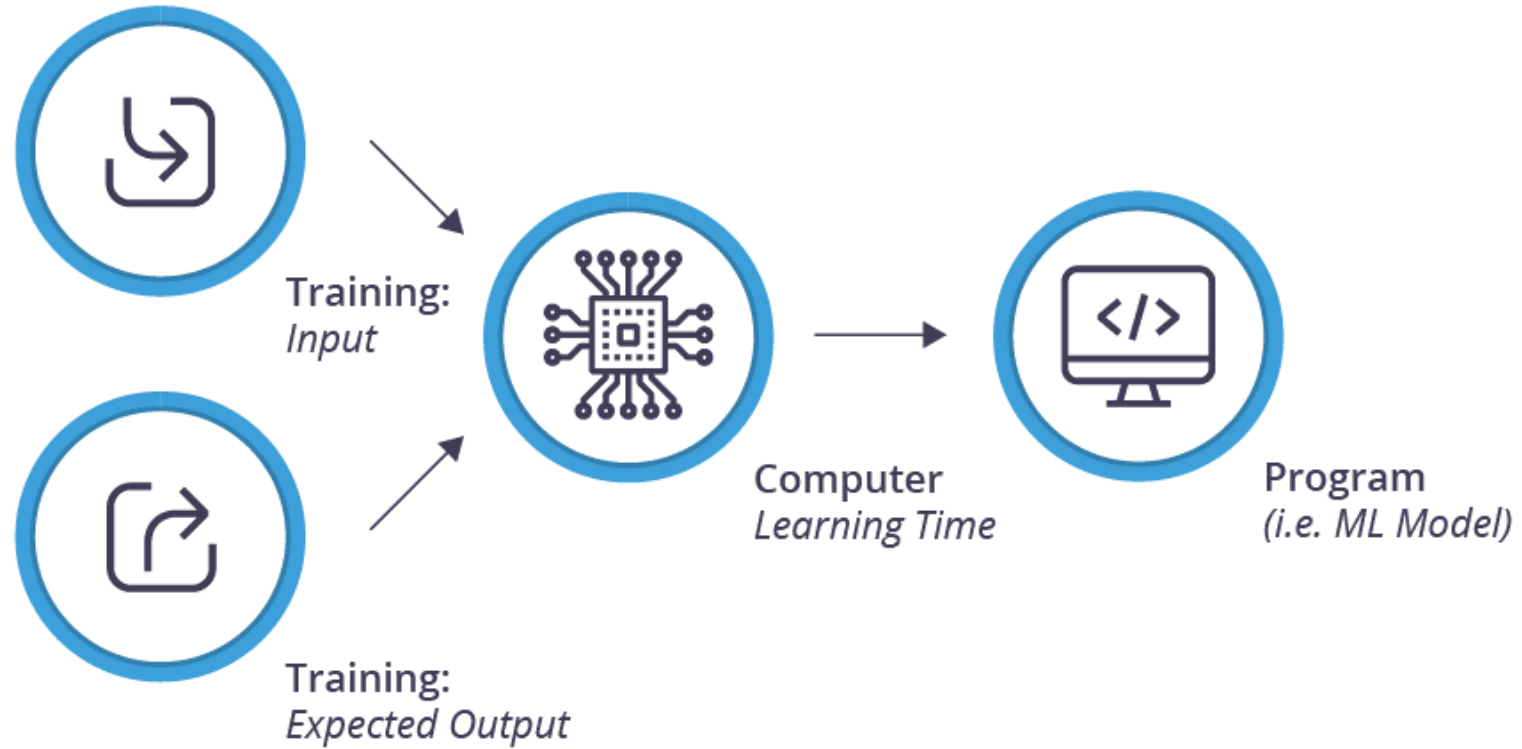 Training:
Input
Training:
Expected Output
Computer
Learning Time
</>
Program
(i.e. ML Model)